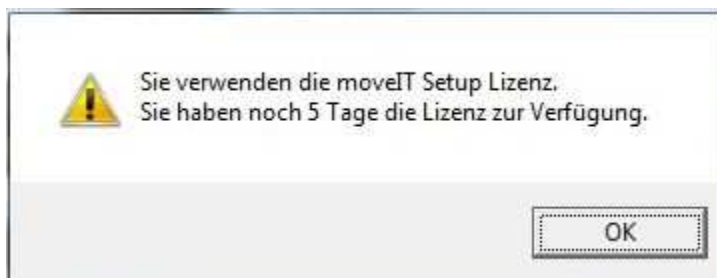 Sie verwenden die moveIT Setup Lizenz.
Sie haben noch 5 Tage die Lizenz zur Verfügung.
OK